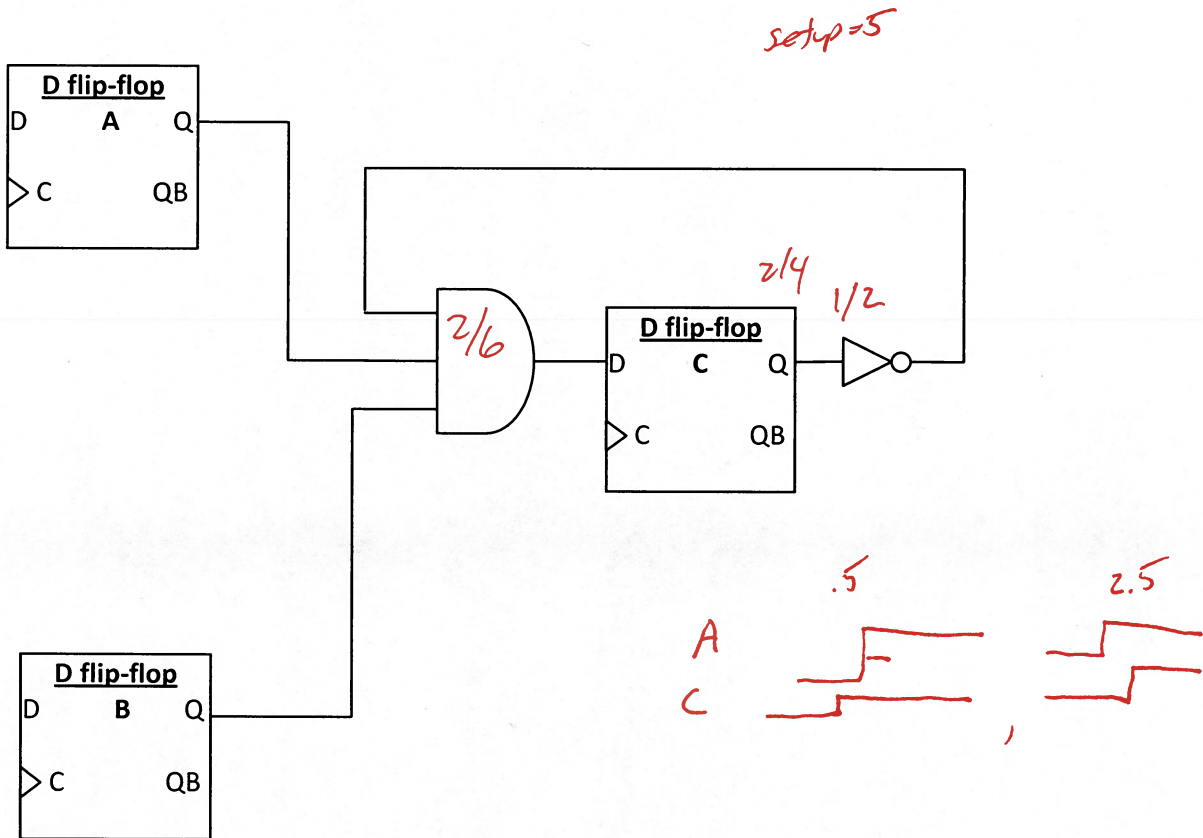 setup=5
D flip-flop
D A Q
C QB
2/4
1/2
2/6
D flip-flop
D C Q
C QB
.5
2.5
A
C
D flip-flop
D B Q
C QB